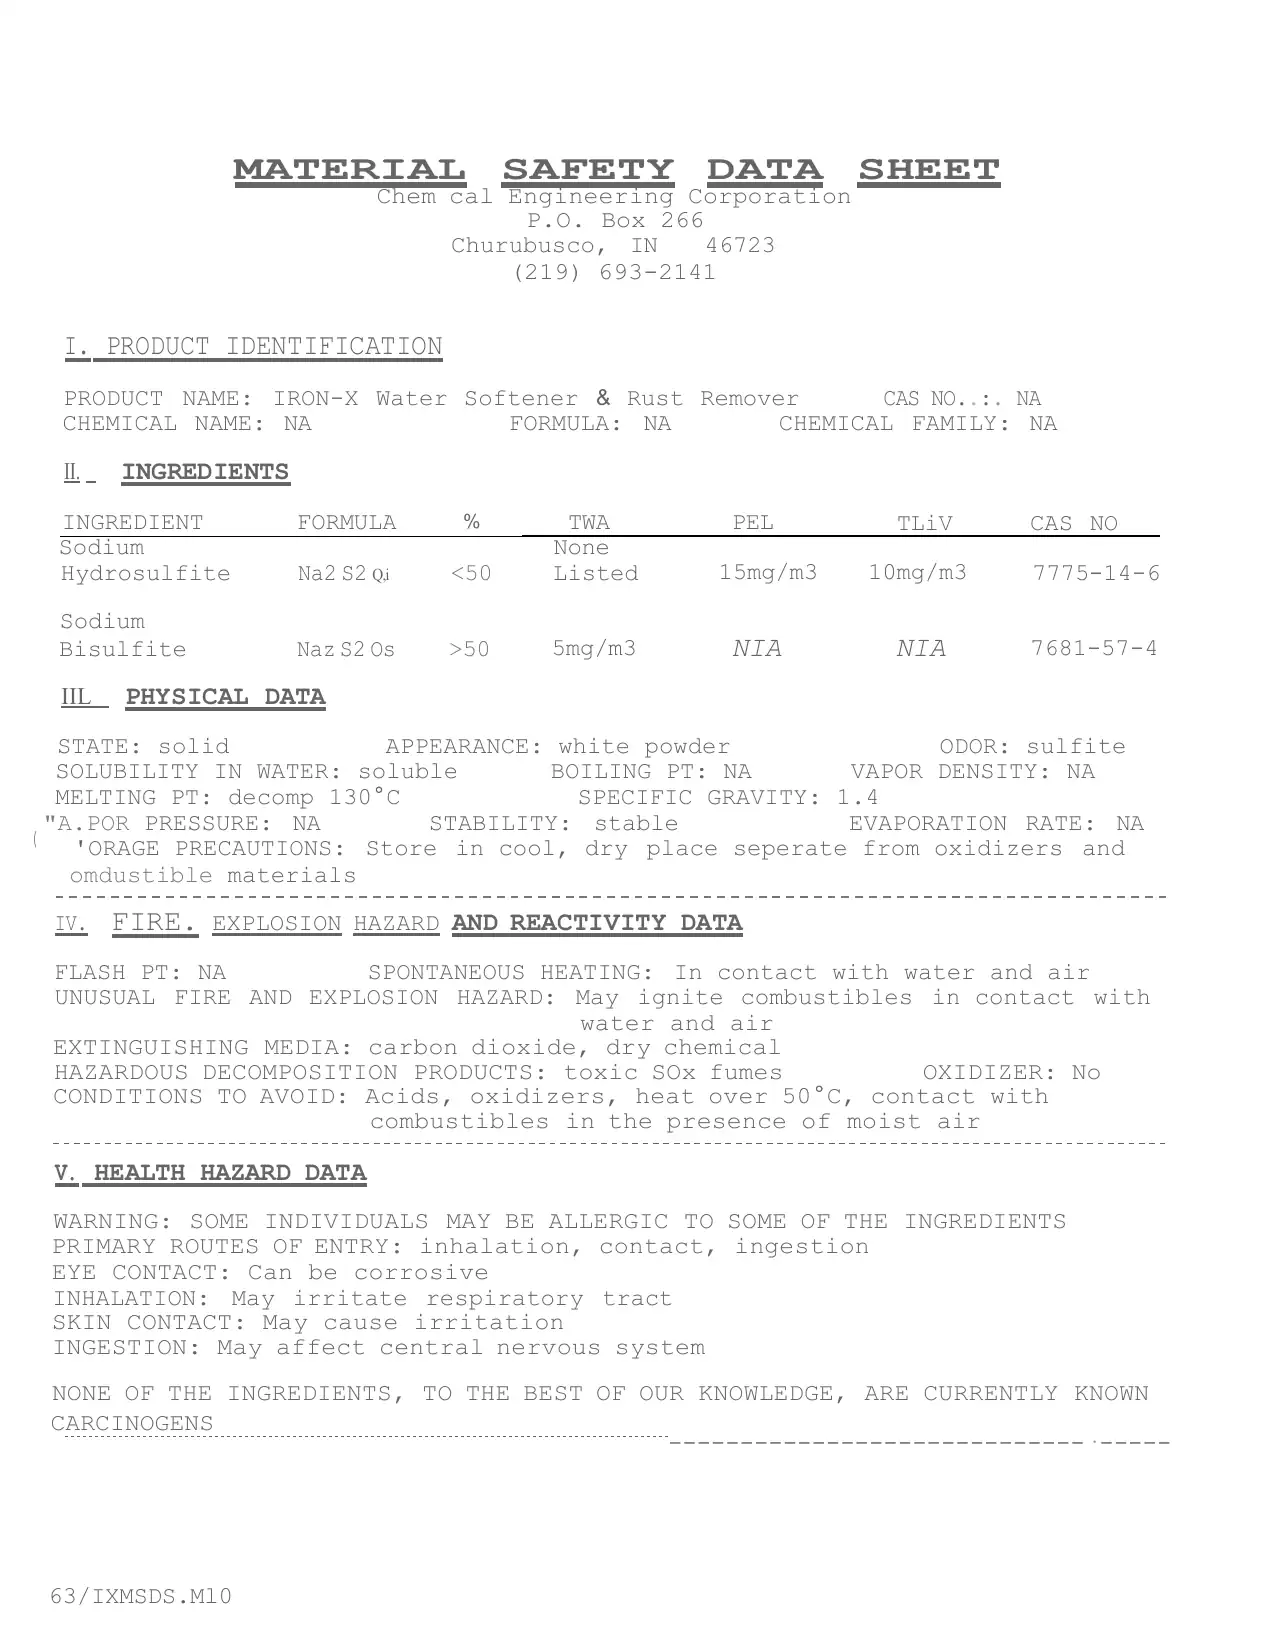 MATERIAL SAFETY DATA SHEET
Chem cal Engineering Corporation
P.O. Box 266
Churubusco, IN 46723
(219) 693-2141
I. PRODUCT IDENTIFICATION
PRODUCT NAME: IRON-X Water Softener & Rust Remover CAS NO..:. NA
CHEMICAL NAME: NA FORMULA: NA CHEMICAL FAMILY: NA
II. INGREDIENTS
INGREDIENT FORMULA % TWA PEL TLiV CAS NO
Sodium None
Hydrosulfite Na2 S2 Q,i <50 Listed 15mg/m3 10mg/m3 7775-14-6
Sodium
Bisulfite Naz S2 Os >50 5mg/m3 NIA NIA 7681-57-4
IIL PHYSICAL DATA
STATE: solid APPEARANCE: white powder ODOR: sulfite
SOLUBILITY IN WATER: soluble BOILING PT: NA VAPOR DENSITY: NA
MELTING PT: decomp 130°C SPECIFIC GRAVITY: 1.4
"A.POR PRESSURE: NA STABILITY: stable EVAPORATION RATE: NA
( 'ORAGE PRECAUTIONS: Store in cool, dry place seperate from oxidizers and
omdustible materials
IV. FIRE. EXPLOSION HAZARD AND REACTIVITY DATA
FLASH PT: NA SPONTANEOUS HEATING: In contact with water and air
UNUSUAL FIRE AND EXPLOSION HAZARD: May ignite combustibles in contact with
water and air
EXTINGUISHING MEDIA: carbon dioxide, dry chemical
HAZARDOUS DECOMPOSITION PRODUCTS: toxic SOx fumes OXIDIZER: No
CONDITIONS TO AVOID: Acids, oxidizers, heat over 50°C, contact with
combustibles in the presence of moist air
V. HEALTH HAZARD DATA
WARNING: SOME INDIVIDUALS MAY BE ALLERGIC TO SOME OF THE INGREDIENTS
PRIMARY ROUTES OF ENTRY: inhalation, contact, ingestion
EYE CONTACT: Can be corrosive
INHALATION: May irritate respiratory tract
SKIN CONTACT: May cause irritation
INGESTION: May affect central nervous system
NONE OF THE INGREDIENTS, TO THE BEST OF OUR KNOWLEDGE, ARE CURRENTLY KNOWN
CARCINOGENS
63/IXMSDS.M10